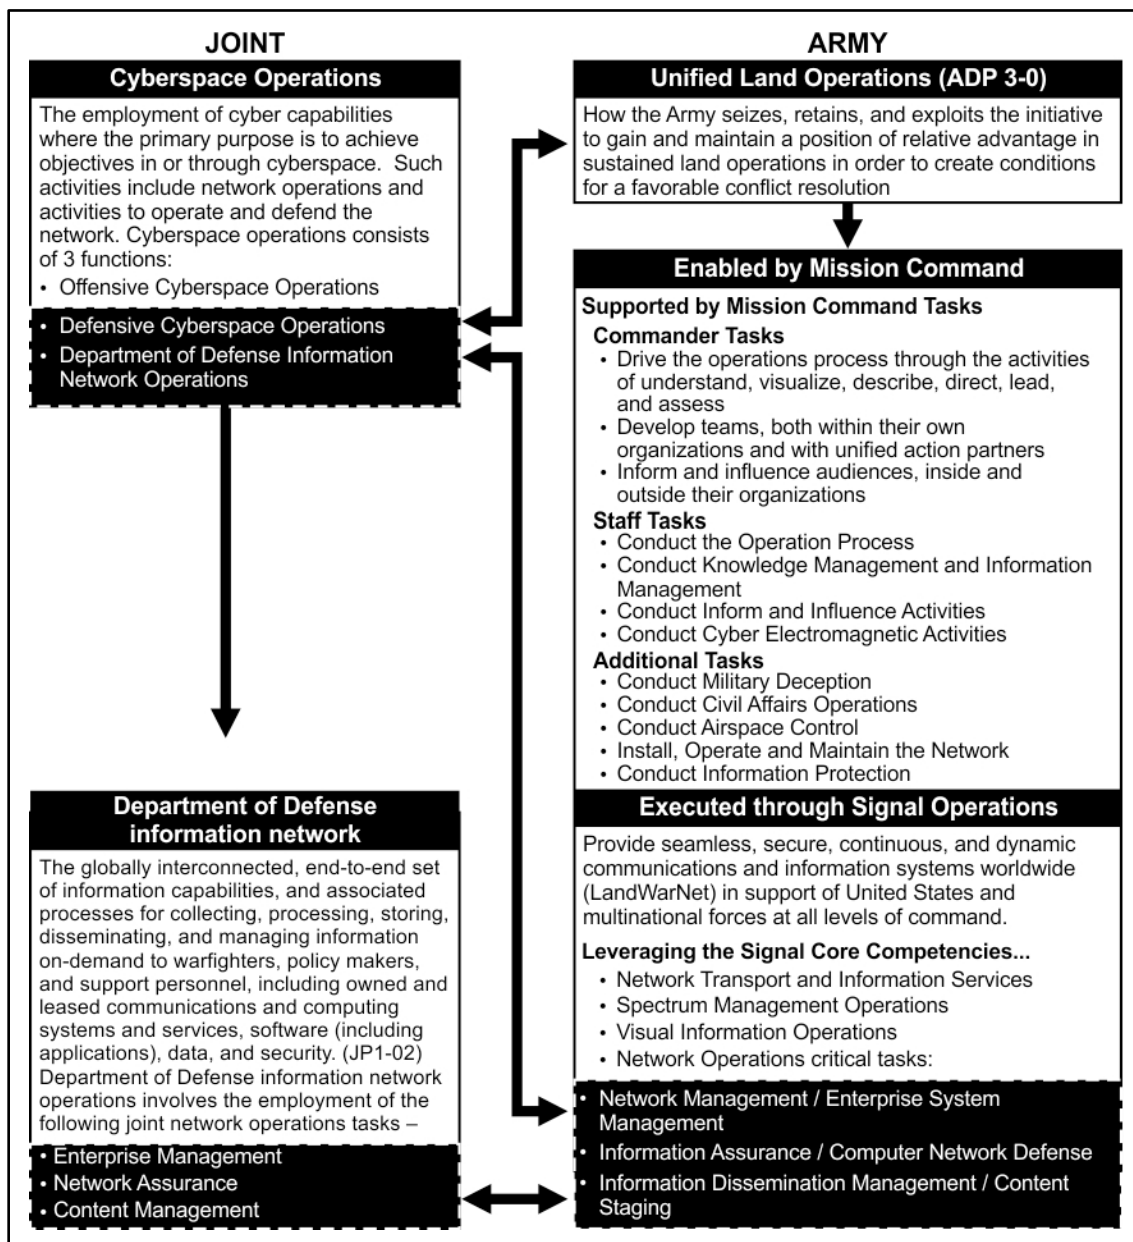 JOINT
Cyberspace Operations
The employment of cyber capabilities
where the primary purpose is to achieve
objectives in or through cyberspace. Such
activities include network operations and
activities to operate and defend the
network. Cyberspace operations consists
of 3 functions:
• Offensive Cyberspace Operations
• Defensive Cyberspace Operations
• Department of Defense Information
Network Operations
Department of Defense
information network
The globally interconnected, end-to-end set
of information capabilities, and associated
processes for collecting, processing, storing,
disseminating, and managing information
on-demand to warfighters, policy makers,
and support personnel, including owned and
leased communications and computing
systems and services, software (including
applications), data, and security. (JP1-02)
Department of Defense information network
operations involves the employment of the
following joint network operations tasks –
• Enterprise Management
• Network Assurance
• Content Management
ARMY
Unified Land Operations (ADP 3-0)
How the Army seizes, retains, and exploits the initiative
to gain and maintain a position of relative advantage in
sustained land operations in order to create conditions
for a favorable conflict resolution
Enabled by Mission Command
Supported by Mission Command Tasks
Commander Tasks
• Drive the operations process through the activities
of understand, visualize, describe, direct, lead,
and assess
• Develop teams, both within their own
organizations and with unified action partners
• Inform and influence audiences, inside and
outside their organizations
Staff Tasks
• Conduct the Operation Process
• Conduct Knowledge Management and Information
Management
• Conduct Inform and Influence Activities
• Conduct Cyber Electromagnetic Activities
Additional Tasks
• Conduct Military Deception
• Conduct Civil Affairs Operations
• Conduct Airspace Control
• Install, Operate and Maintain the Network
• Conduct Information Protection
Executed through Signal Operations
Provide seamless, secure, continuous, and dynamic
communications and information systems worldwide
(LandWarNet) in support of United States and
multinational forces at all levels of command.
Leveraging the Signal Core Competencies...
• Network Transport and Information Services
• Spectrum Management Operations
• Visual Information Operations
• Network Operations critical tasks:
• Network Management / Enterprise System
Management
• Information Assurance / Computer Network Defense
• Information Dissemination Management / Content
Staging